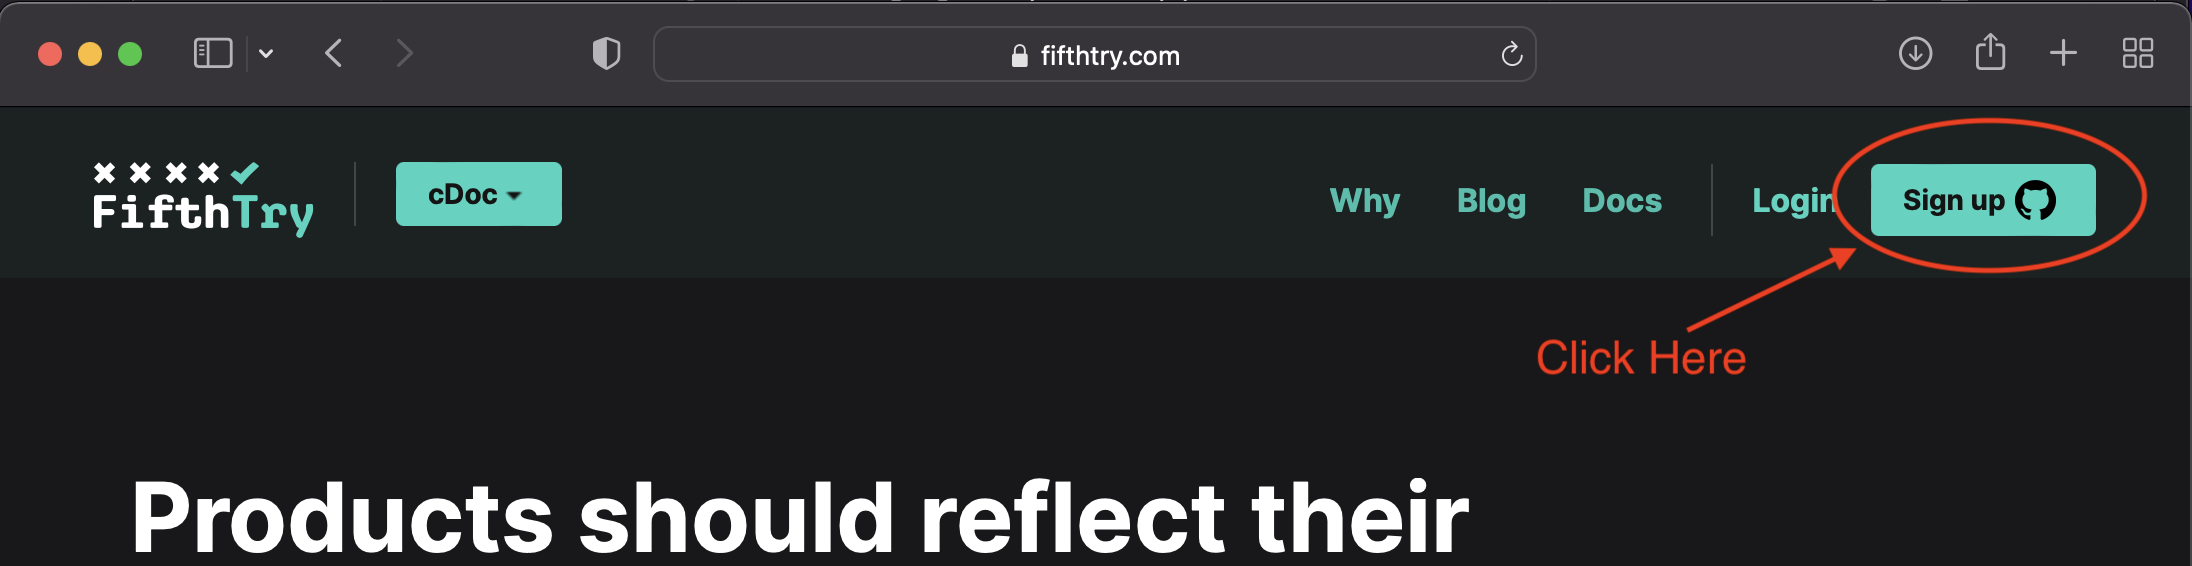 fifthtry.com
FifthTry
cDoc
Why
Blog
Docs
Login
Sign up
Click Here
Products should reflect their